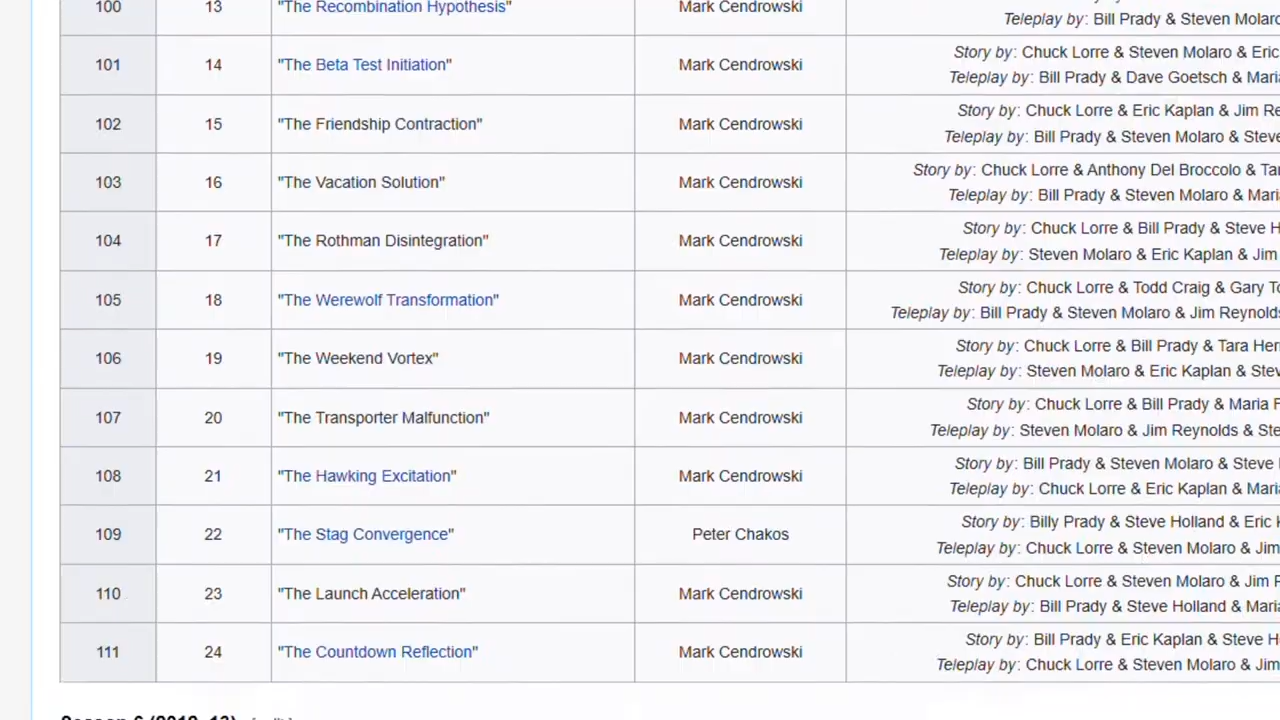 100 13 "The Recombination Hypothesis" Mark Cendrowski
Teleplay by: Bill Prady & Steven
101 14 "The Beta Test Initiation" Mark Cendrowski Story by: Chuck Lorre & Steven Molaro & Eric
Teleplay by: Bill Prady & Dave Goetsch &
102 15 "The Friendship Contraction" Mark Cendrowski Story by: Chuck Lorre & Eric Kaplan & Jim
Teleplay by: Bill Prady & Steven Molaro &
103 16 "The Vacation Solution" Mark Cendrowski Story by: Chuck Lorre & Anthony Del Broccolo &
Teleplay by: Bill Prady & Steven Molaro &
104 17 "The Rothman Disintegration" Mark Cendrowski Story by: Chuck Lorre & Bill Prady & Steve
Teleplay by: Steven Molaro & Eric Kaplan & Jim
105 18 "The Werewolf Transformation" Mark Cendrowski Story by: Chuck Lorre & Todd Craig & Gary
Teleplay by: Bill Prady & Steven Molaro & Jim Reynolds
106 19 "The Weekend Vortex" Mark Cendrowski Story by: Chuck Lorre & Bill Prady & Tara
Teleplay by: Steven Molaro & Eric Kaplan &
107 20 "The Transporter Malfunction" Mark Cendrowski Story by: Chuck Lorre & Bill Prady & Maria
Teleplay by: Steven Molaro & Jim Reynolds &
108 21 "The Hawking Excitation" Mark Cendrowski Story by: Bill Prady & Steven Molaro & Steve
Teleplay by: Chuck Lorre & Eric Kaplan &
109 22 "The Stag Convergence" Peter Chakos Story by: Billy Prady & Steve Holland & Eric
Teleplay by: Chuck Lorre & Steven Molaro & Jim
110 23 "The Launch Acceleration" Mark Cendrowski Story by: Chuck Lorre & Steven Molaro & Jim
Teleplay by: Bill Prady & Steve Holland &
111 24 "The Countdown Reflection" Mark Cendrowski Story by: Bill Prady & Eric Kaplan & Steve
Teleplay by: Chuck Lorre & Steven Molaro & Jim